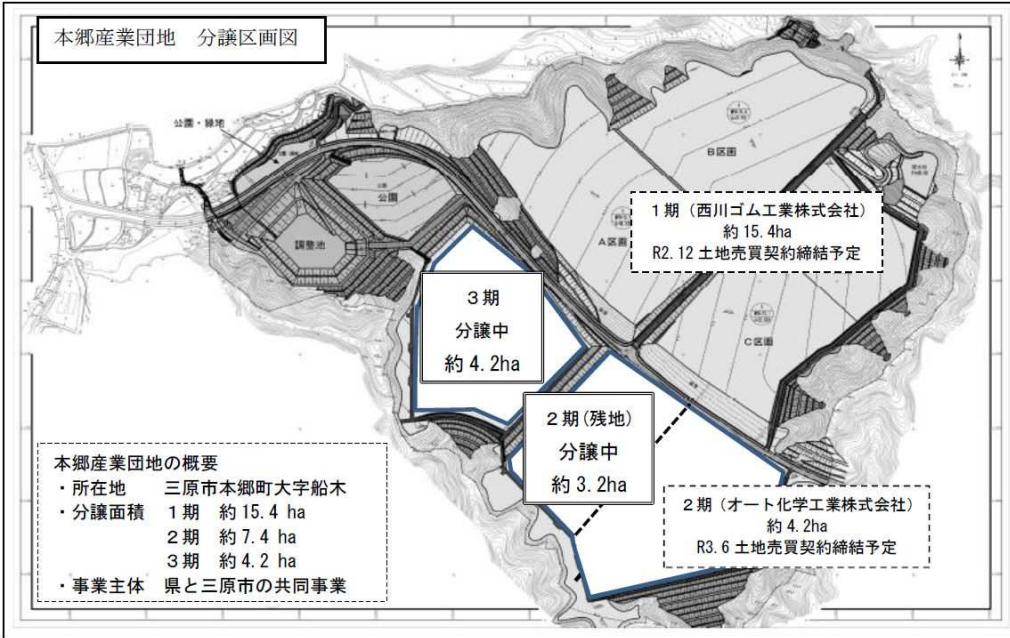 本郷産業団地　分譲区画図
公園・緑地
公園
調整池
B区画
A区画
C区画
1期（西川ゴム工業株式会社）
約15.4ha
R2.12 土地売買契約締結予定
3期
分譲中
約4.2ha
2期(残地)
分譲中
約3.2ha
2期（オート化学工業株式会社）
約4.2ha
R3.6 土地売買契約締結予定
本郷産業団地の概要
・所在地　三原市本郷町大字船木
・分譲面積　1期　約15.4 ha
2期　約7.4 ha
3期　約4.2 ha
・事業主体　県と三原市の共同事業